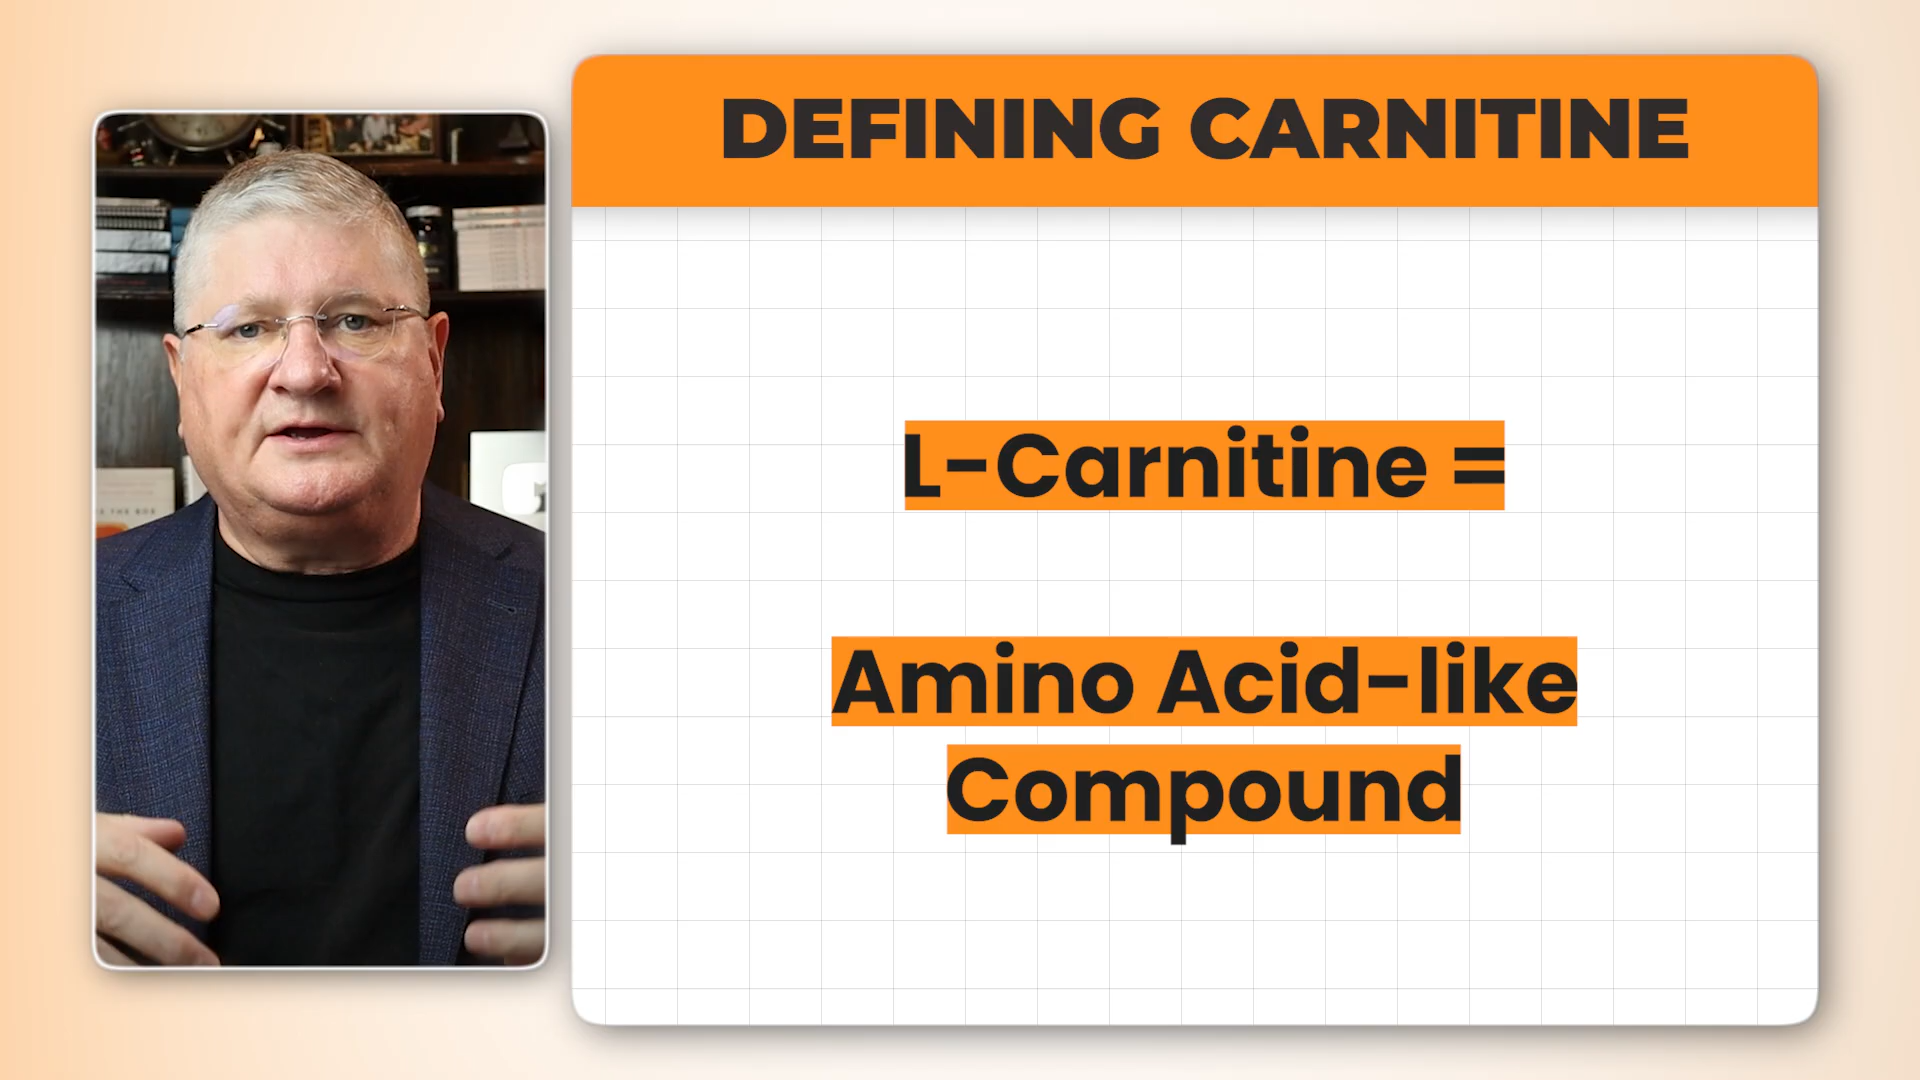 DEFINING CARNITINE
L-Carnitine =
Amino Acid-like
Compound